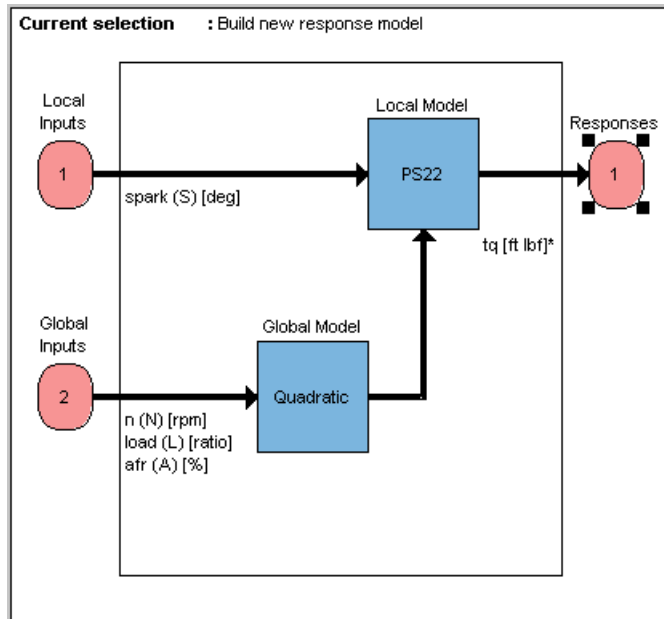 Current selection : Build new response model
Local
Inputs
1
spark (S) [deg]
Local Model
PS22
Responses
1
tq [ft lbf]*
Global
Inputs
2
Global Model
Quadratic
n (N) [rpm]
load (L) [ratio]
afr (A) [%]